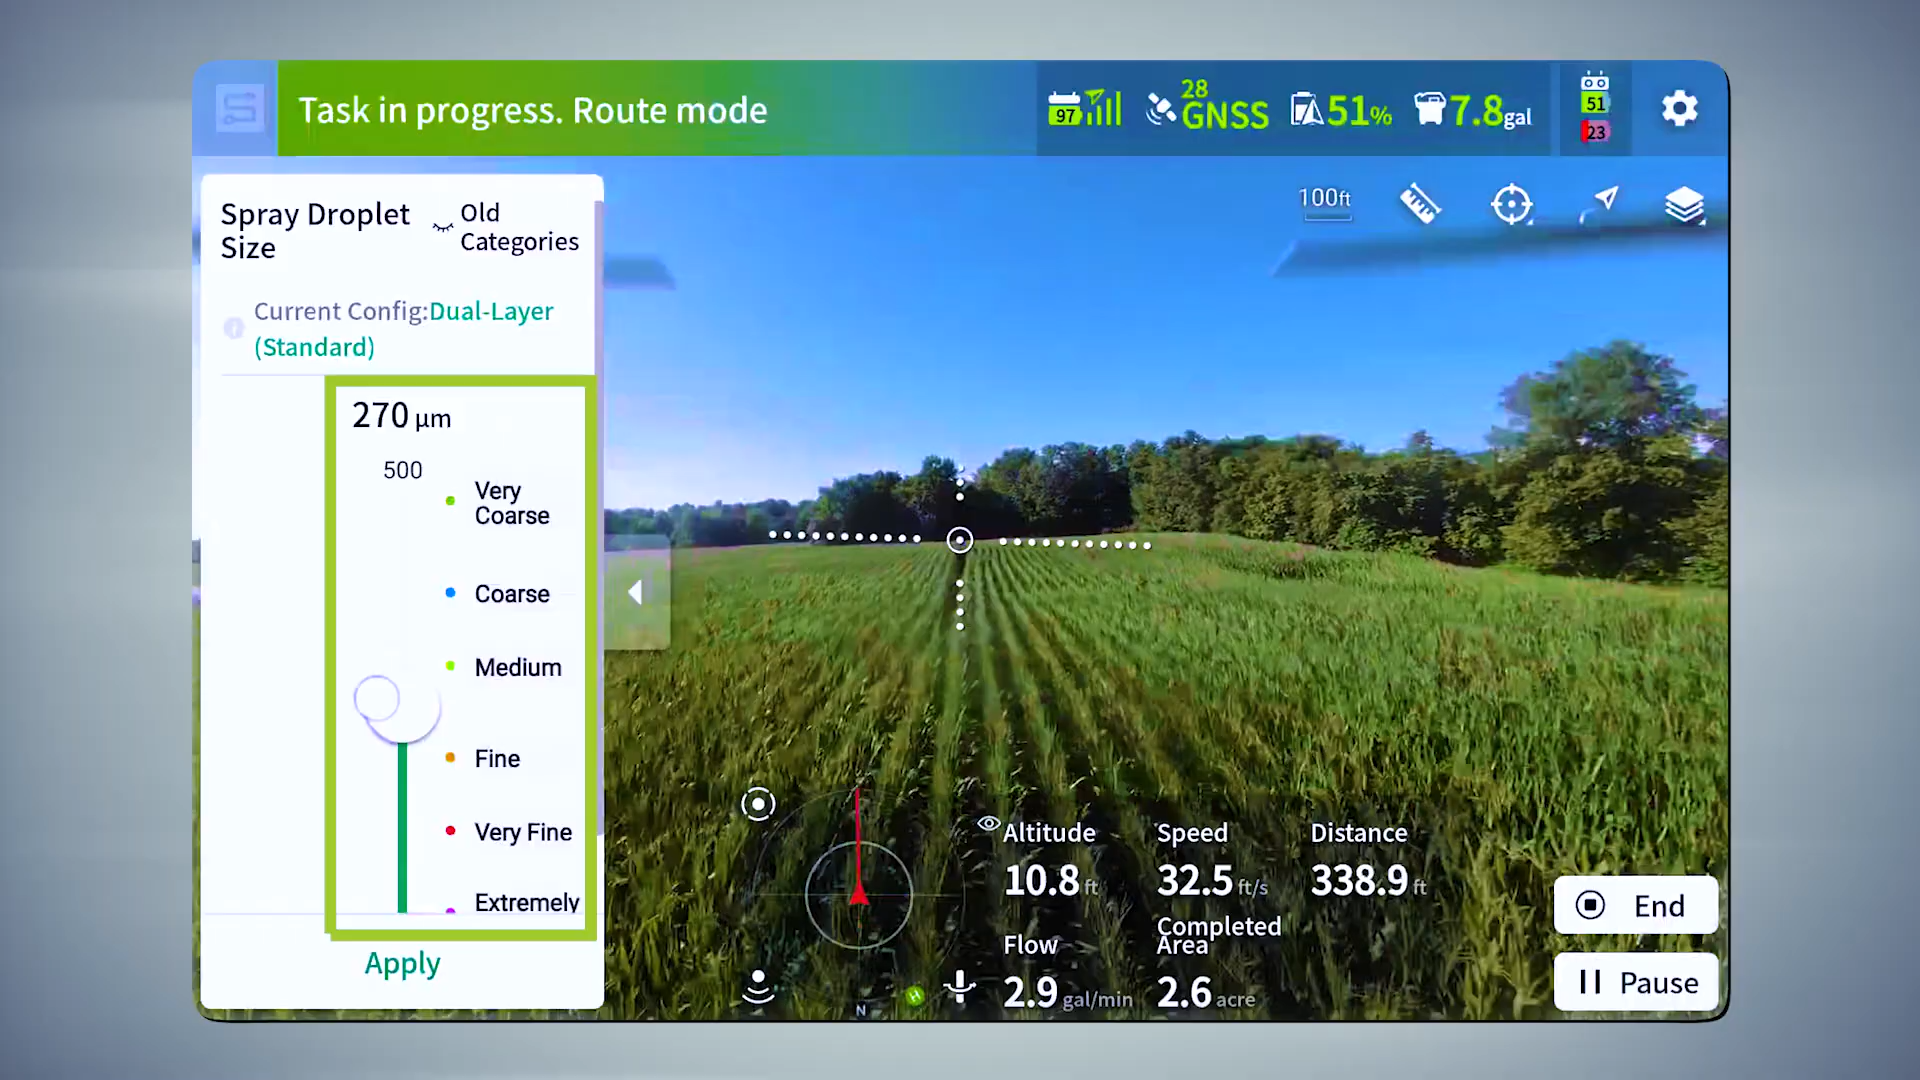 Task in progress. Route mode
97
28
GNSS
51%
7.8gal
51
23
Spray Droplet
Size
Old
Categories
100ft
Current Config:Dual-Layer
(Standard)
270 µm
500
Very
Coarse
Coarse
Medium
Fine
Very Fine
Extremely
Apply
Altitude
10.8 ft
Speed
32.5 ft/s
Distance
338.9 ft
Flow
2.9 gal/min
Completed
Area
2.6 acre
End
Pause
H
N